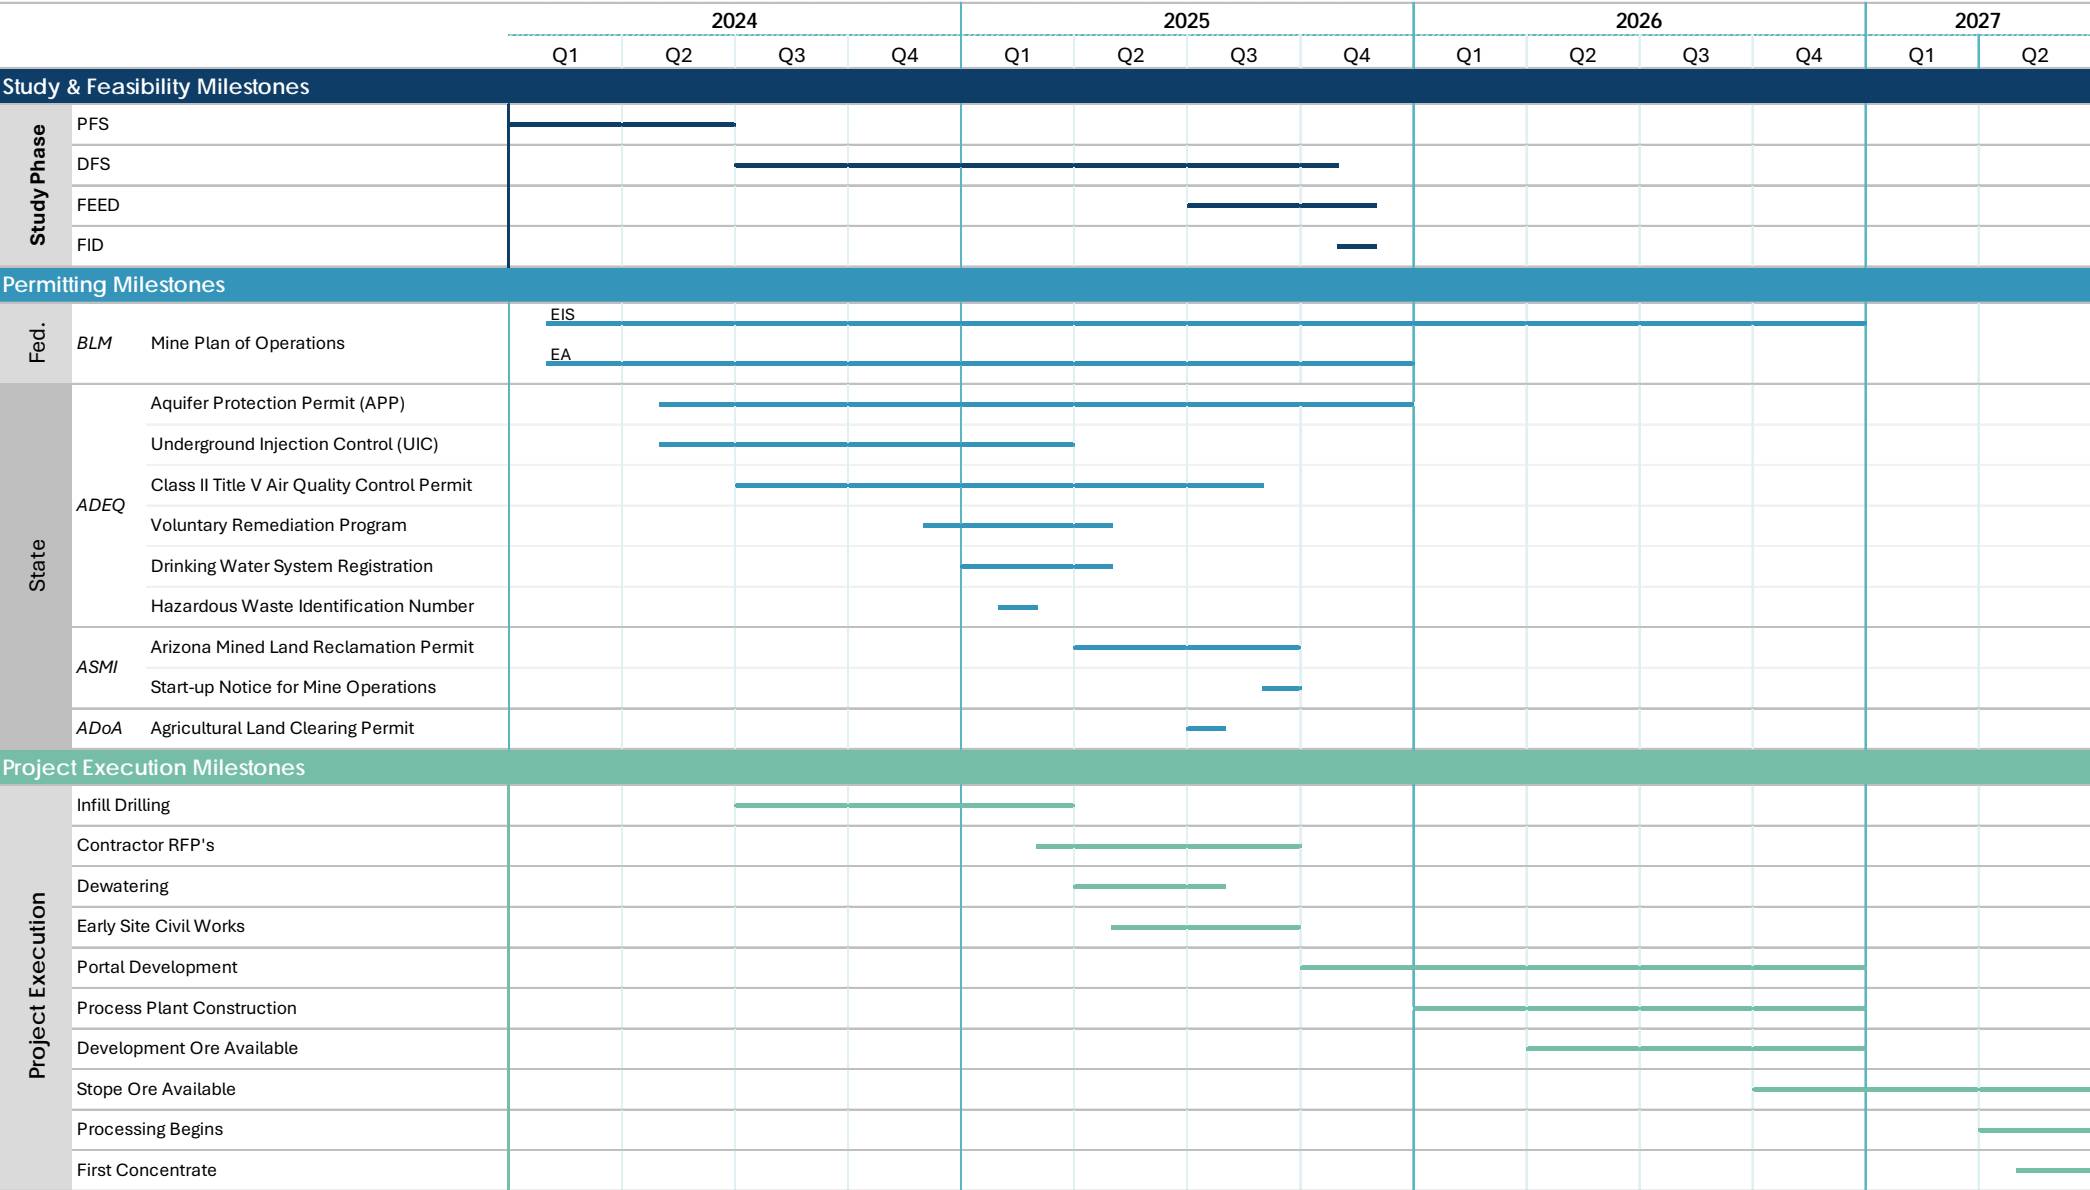 2024 2025 2026 2027
Q1 Q2 Q3 Q4 Q1 Q2 Q3 Q4 Q1 Q2 Q3 Q4 Q1 Q2
Study & Feasibility Milestones
Study Phase
PFS
DFS
FEED
FID
Permitting Milestones
Fed.
BLM Mine Plan of Operations
EIS
EA
State
ADEQ
Aquifer Protection Permit (APP)
Underground Injection Control (UIC)
Class II Title V Air Quality Control Permit
Voluntary Remediation Program
Drinking Water System Registration
Hazardous Waste Identification Number
ASMI
Arizona Mined Land Reclamation Permit
Start-up Notice for Mine Operations
ADoA Agricultural Land Clearing Permit
Project Execution Milestones
Project Execution
Infill Drilling
Contractor RFP's
Dewatering
Early Site Civil Works
Portal Development
Process Plant Construction
Development Ore Available
Stope Ore Available
Processing Begins
First Concentrate